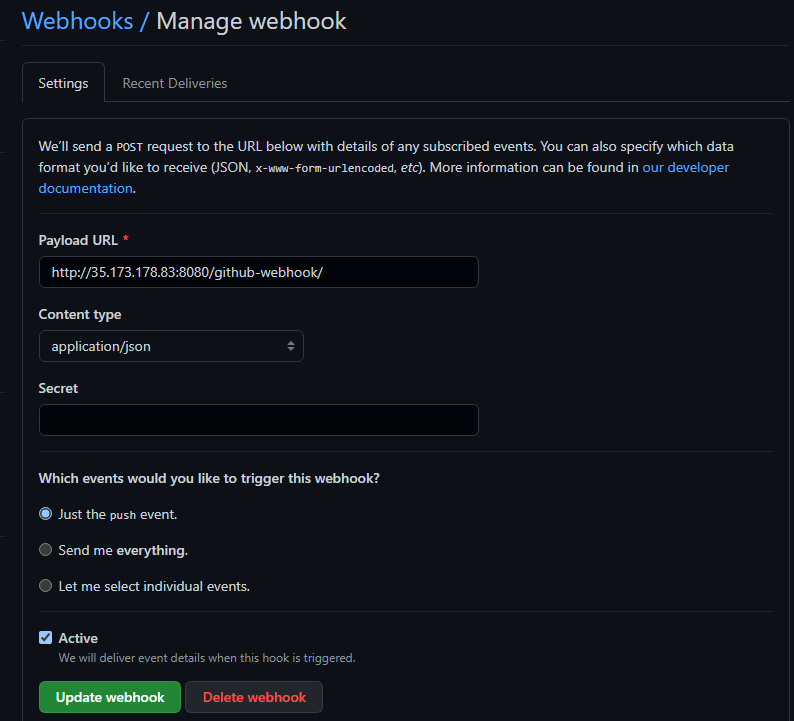 Webhooks / Manage webhook
Settings
Recent Deliveries
We’ll send a POST request to the URL below with details of any subscribed events. You can also specify which data
format you’d like to receive (JSON, x-www-form-urlencoded, etc). More information can be found in our developer
documentation.
Payload URL *
http://35.173.178.83:8080/github-webhook/
Content type
application/json
Secret
Which events would you like to trigger this webhook?
Just the push event.
Send me everything.
Let me select individual events.
Active
We will deliver event details when this hook is triggered.
Update webhook
Delete webhook